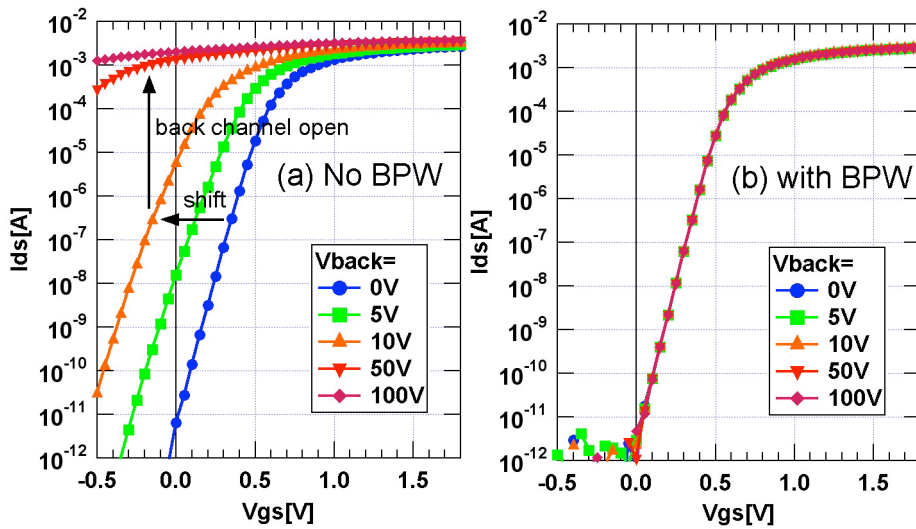 10⁻²
10⁻³
10⁻⁴
10⁻⁵
10⁻⁶
10⁻⁷
10⁻⁸
10⁻⁹
10⁻¹⁰
10⁻¹¹
10⁻¹²
Ids[A]
back channel open
(a) No BPW
shift
Vback=
0V
5V
10V
50V
100V
-0.5 0.0 0.5 1.0 1.5
Vgs[V]
10⁻²
10⁻³
10⁻⁴
10⁻⁵
10⁻⁶
10⁻⁷
10⁻⁸
10⁻⁹
10⁻¹⁰
10⁻¹¹
10⁻¹²
Ids[A]
(b) with BPW
Vback=
0V
5V
10V
50V
100V
-0.5 0.0 0.5 1.0 1.5
Vgs[V]